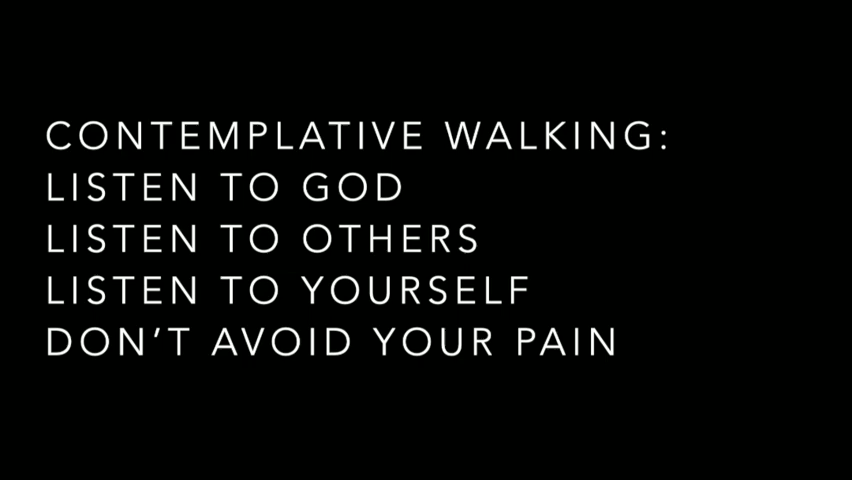 CONTEMPLATIVE WALKING:
LISTEN TO GOD
LISTEN TO OTHERS
LISTEN TO YOURSELF
DON’T AVOID YOUR PAIN